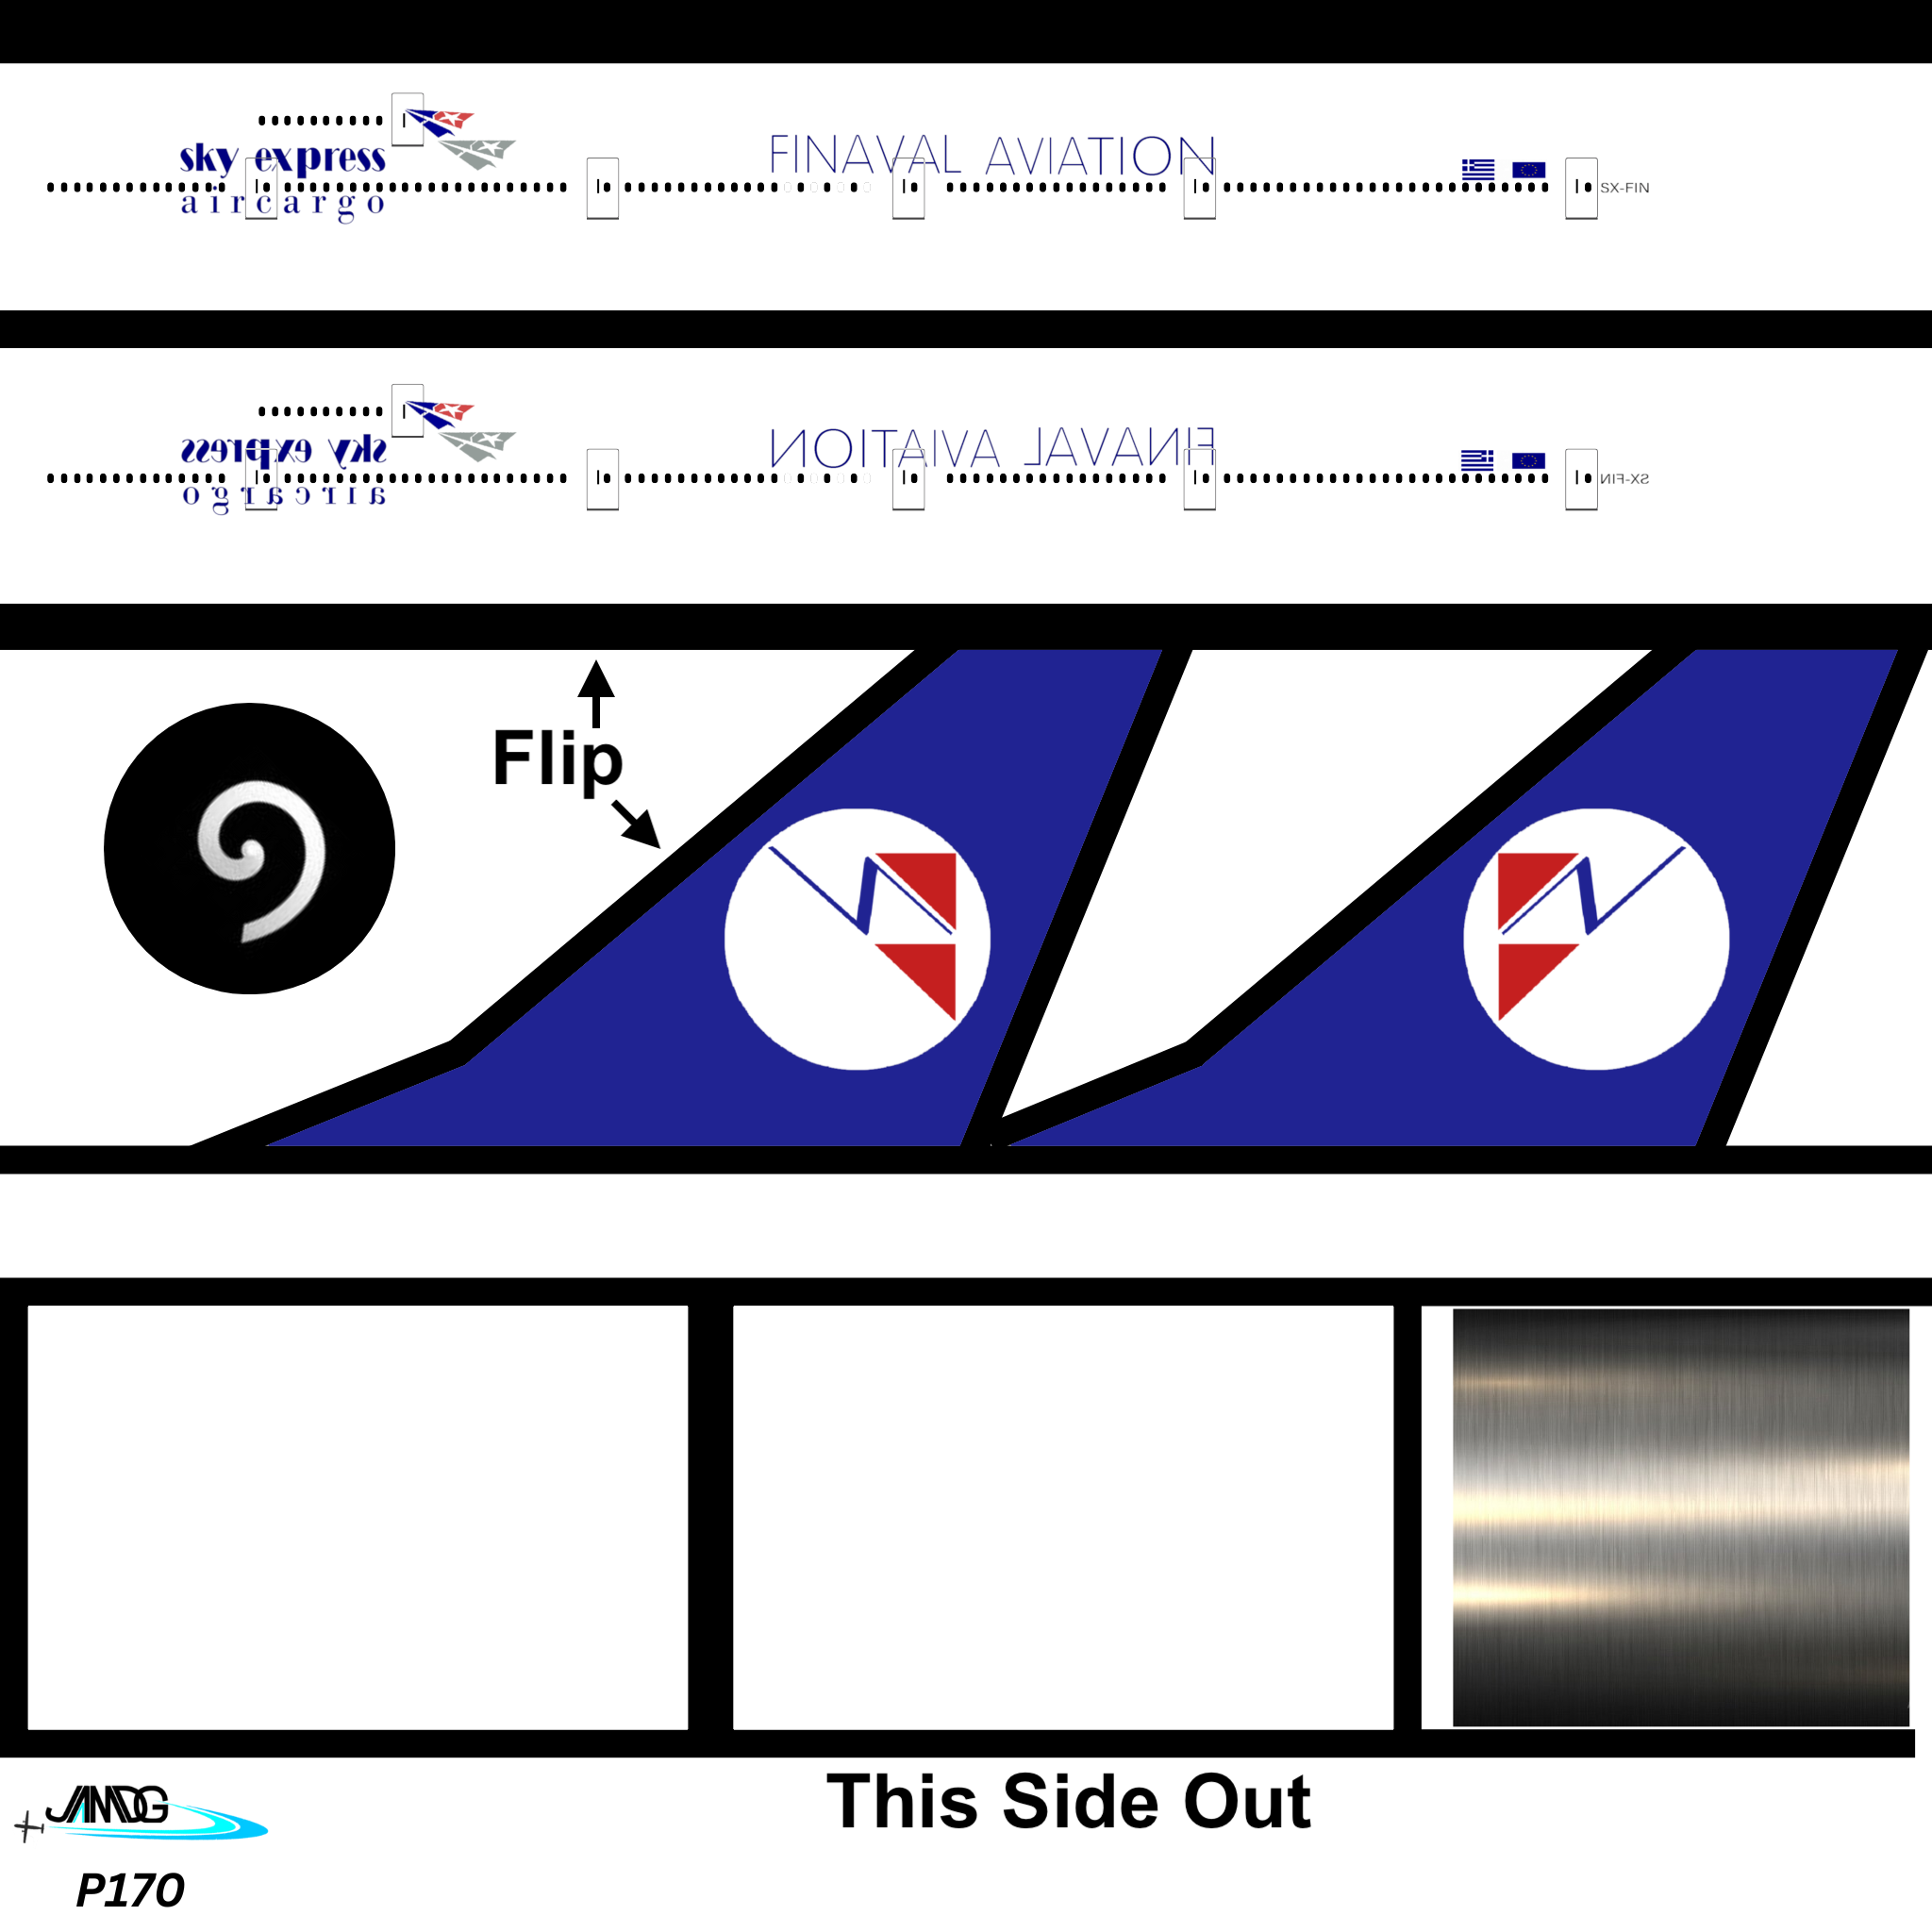 sky express
aircargo
FINAVAL AVIATION
SX-FIN
sky express
aircargo
FINAVAL AVIATION
SX-FIN
Flip
This Side Out
JAMDG
P170